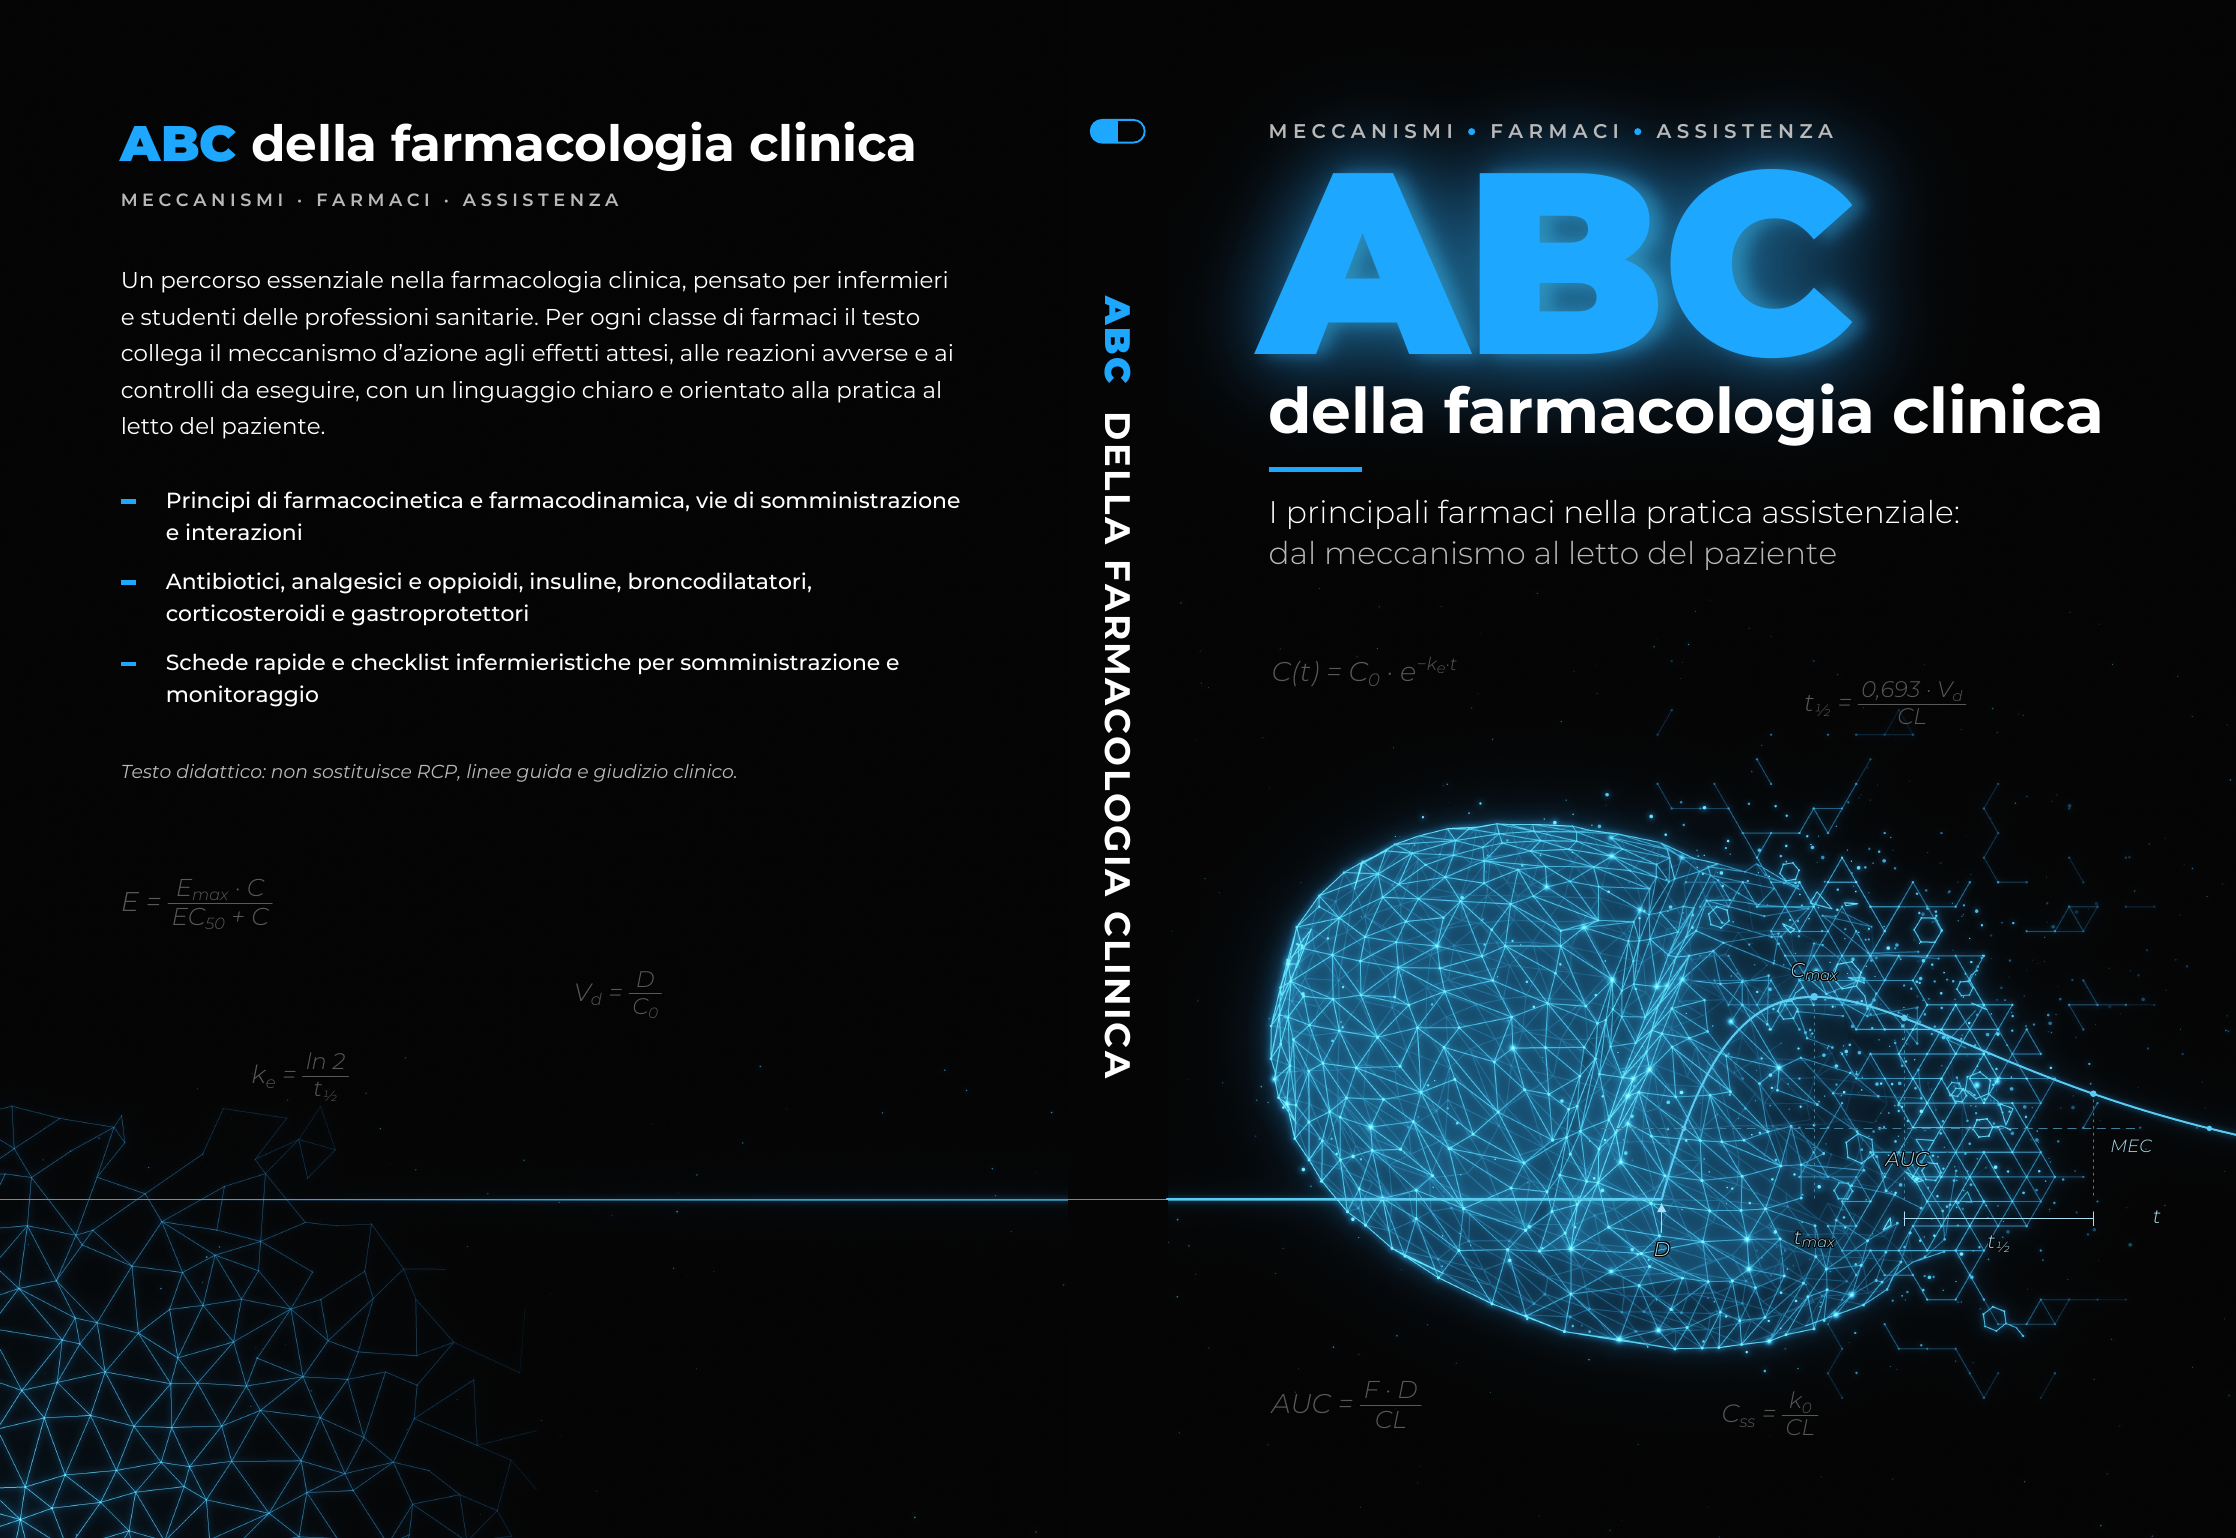 ABC della farmacologia clinica
MECCANISMI · FARMACI · ASSISTENZA
Un percorso essenziale nella farmacologia clinica, pensato per infermieri
e studenti delle professioni sanitarie. Per ogni classe di farmaci il testo
collega il meccanismo d’azione agli effetti attesi, alle reazioni avverse e ai
controlli da eseguire, con un linguaggio chiaro e orientato alla pratica al
letto del paziente.
Principi di farmacocinetica e farmacodinamica, vie di somministrazione
e interazioni
Antibiotici, analgesici e oppioidi, insuline, broncodilatatori,
corticosteroidi e gastroprotettori
Schede rapide e checklist infermieristiche per somministrazione e
monitoraggio
Testo didattico: non sostituisce RCP, linee guida e giudizio clinico.
E = Emax · C / EC50 + C
Vd = D / C0
ke = ln 2 / t½
ABC DELLA FARMACOLOGIA CLINICA
MECCANISMI • FARMACI • ASSISTENZA
ABC
della farmacologia clinica
I principali farmaci nella pratica assistenziale:
dal meccanismo al letto del paziente
C(t) = C0 · e−ke·t
t½ = 0,693 · Vd / CL
Cmax
MEC
AUC
t
D
tmax
t½
AUC = F · D / CL
Css = k0 / CL